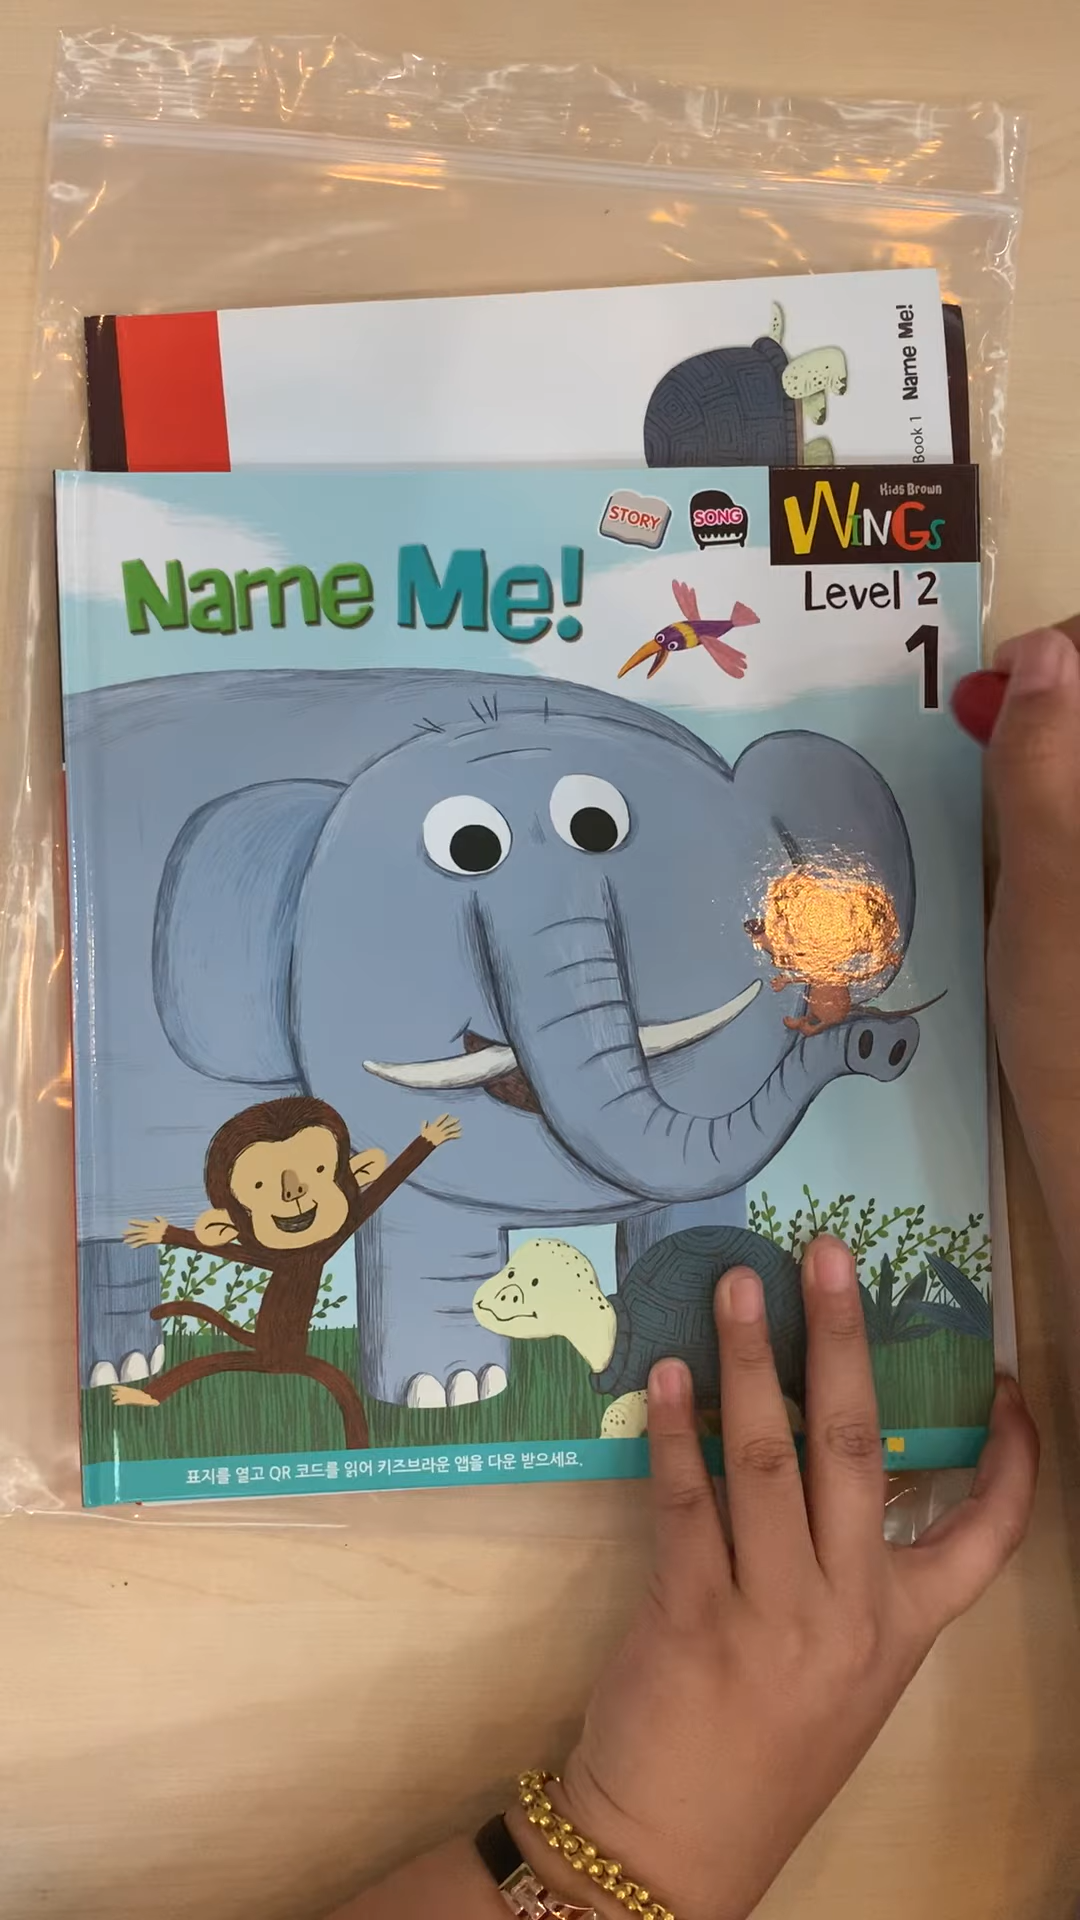 Book 1 Name Me!
STORY
SONG
Kids Brown
WINGs
Name Me!
Level 2
1
표지를 열고 QR 코드를 읽어 키즈브라운 앱을 다운 받으세요.